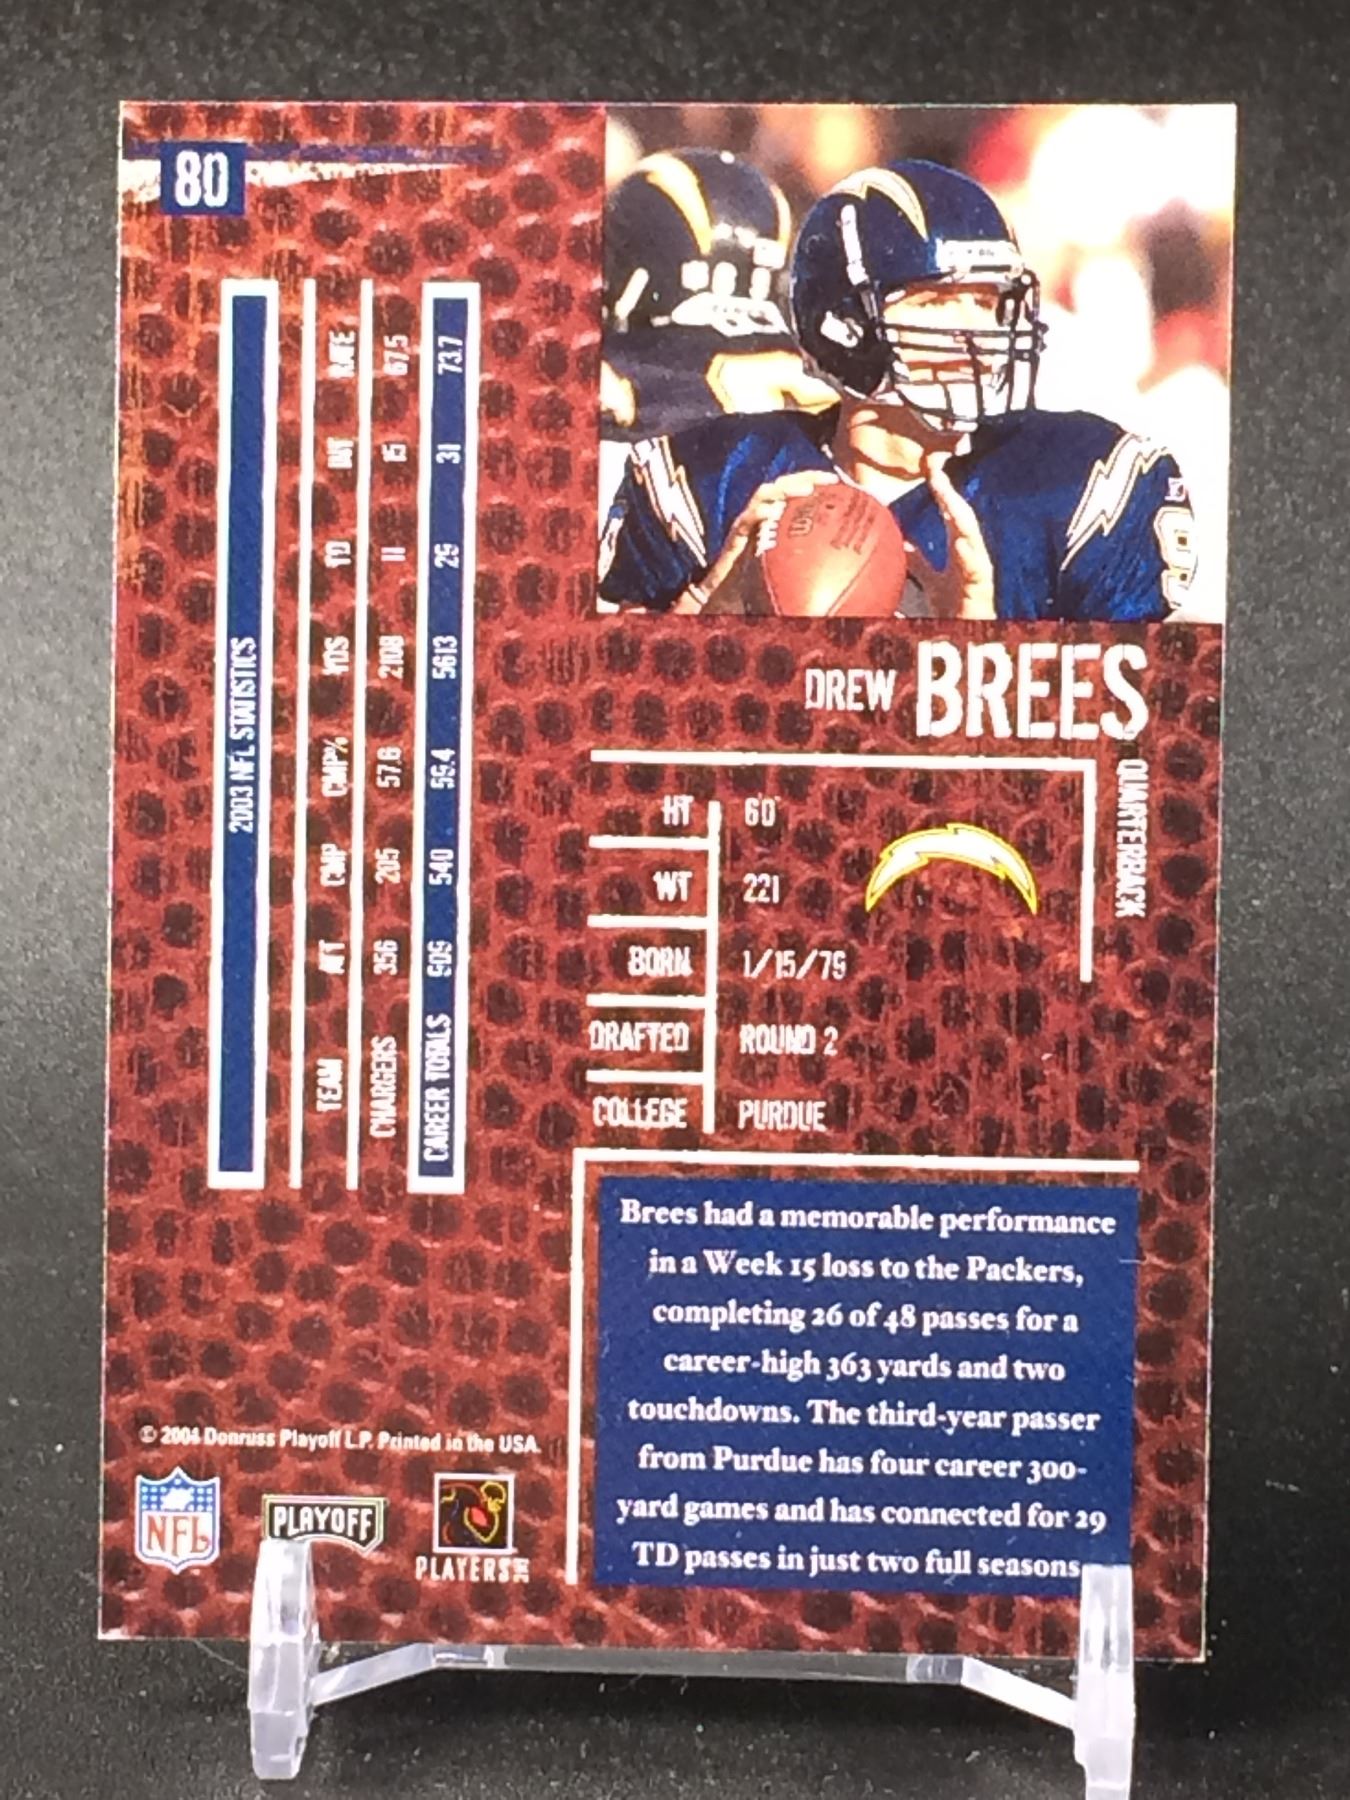 80
DREW BREES
QUARTERBACK
HT 6'0"
WT 221
BORN 1/15/79
DRAFTED ROUND 2
COLLEGE PURDUE
2003 NFL STATISTICS
TEAM ATT CMP CMP% YDS TD INT RATE
CHARGERS 356 205 57.6 2108 11 15 67.5
CAREER TOTALS 909 540 59.4 5613 29 31 73.7
Brees had a memorable performance
in a Week 15 loss to the Packers,
completing 26 of 48 passes for a
career-high 363 yards and two
touchdowns. The third-year passer
from Purdue has four career 300-
yard games and has connected for 29
TD passes in just two full seasons.
© 2004 Donruss Playoff L.P. Printed in the USA.
NFL
PLAYOFF
PLAYERS INC